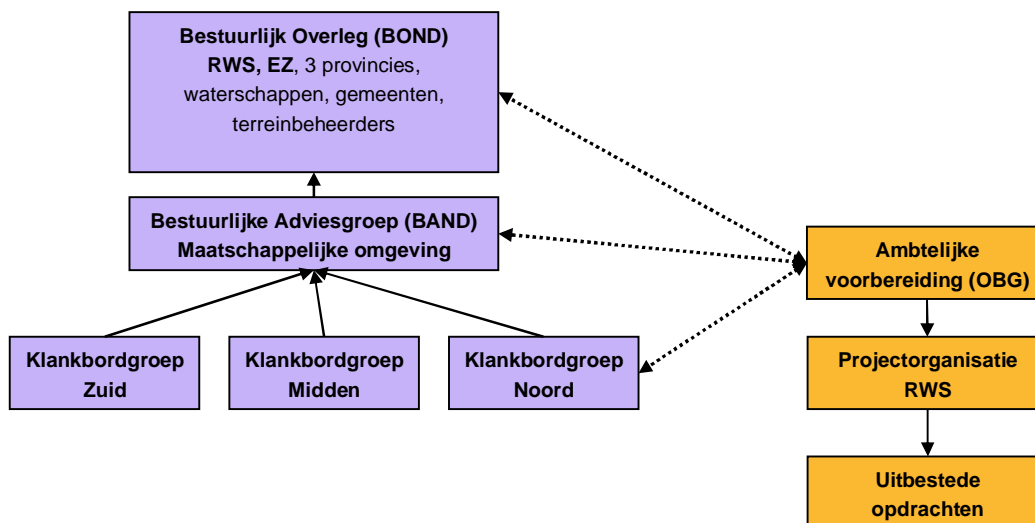 Bestuurlijk Overleg (BOND)
RWS, EZ, 3 provincies,
waterschappen, gemeenten,
terreinbeheerders
Bestuurlijke Adviesgroep (BAND)
Maatschappelijke omgeving
Ambtelijke
voorbereiding (OBG)
Klankbordgroep
Zuid
Klankbordgroep
Midden
Klankbordgroep
Noord
Projectorganisatie
RWS
Uitbestede
opdrachten